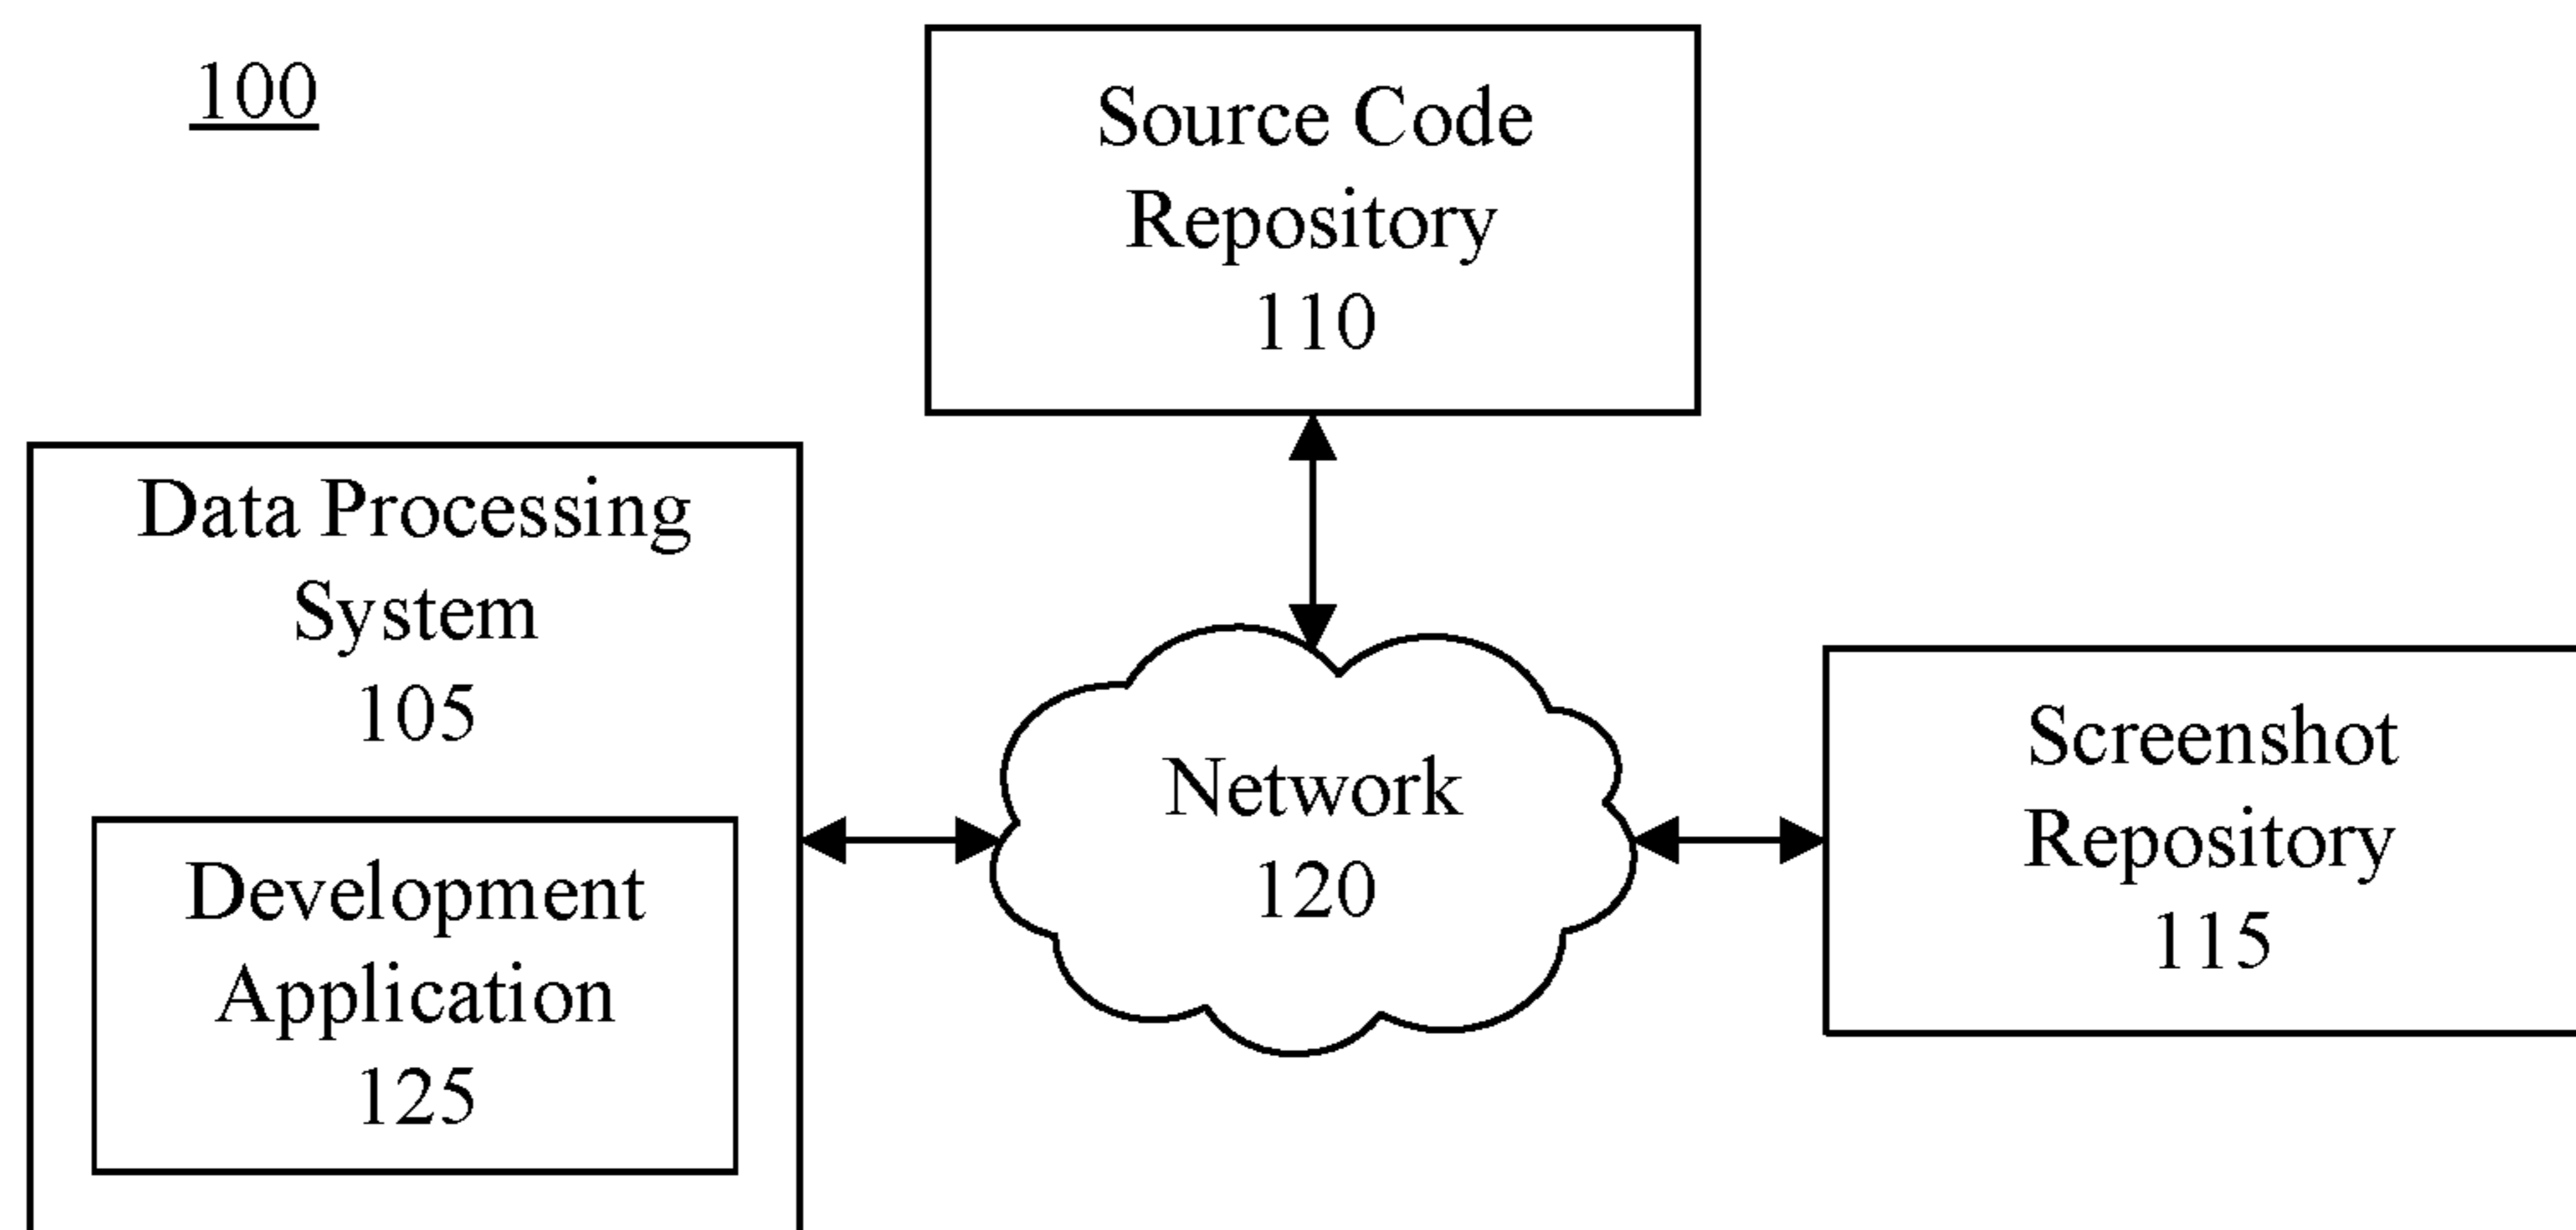 100
Source Code
Repository
110
Data Processing
System
105
Development
Application
125
Network
120
Screenshot
Repository
115